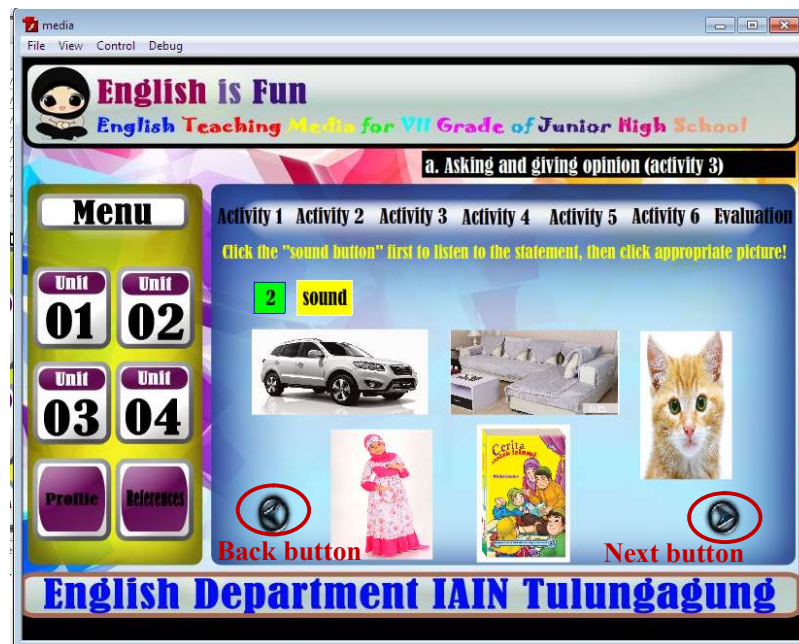 media
File View Control Debug
English is Fun
English Teaching Media for VII Grade of Junior High School
a. Asking and giving opinion (activity 3)
Menu
Activity 1 Activity 2 Activity 3 Activity 4 Activity 5 Activity 6 Evaluation
Click the "sound button" first to listen to the statement, then click appropriate picture!
Unit 01
Unit 02
2 sound
Unit 03
Unit 04
Cerita
Profile
References
Back button
Next button
English Department IAIN Tulungagung